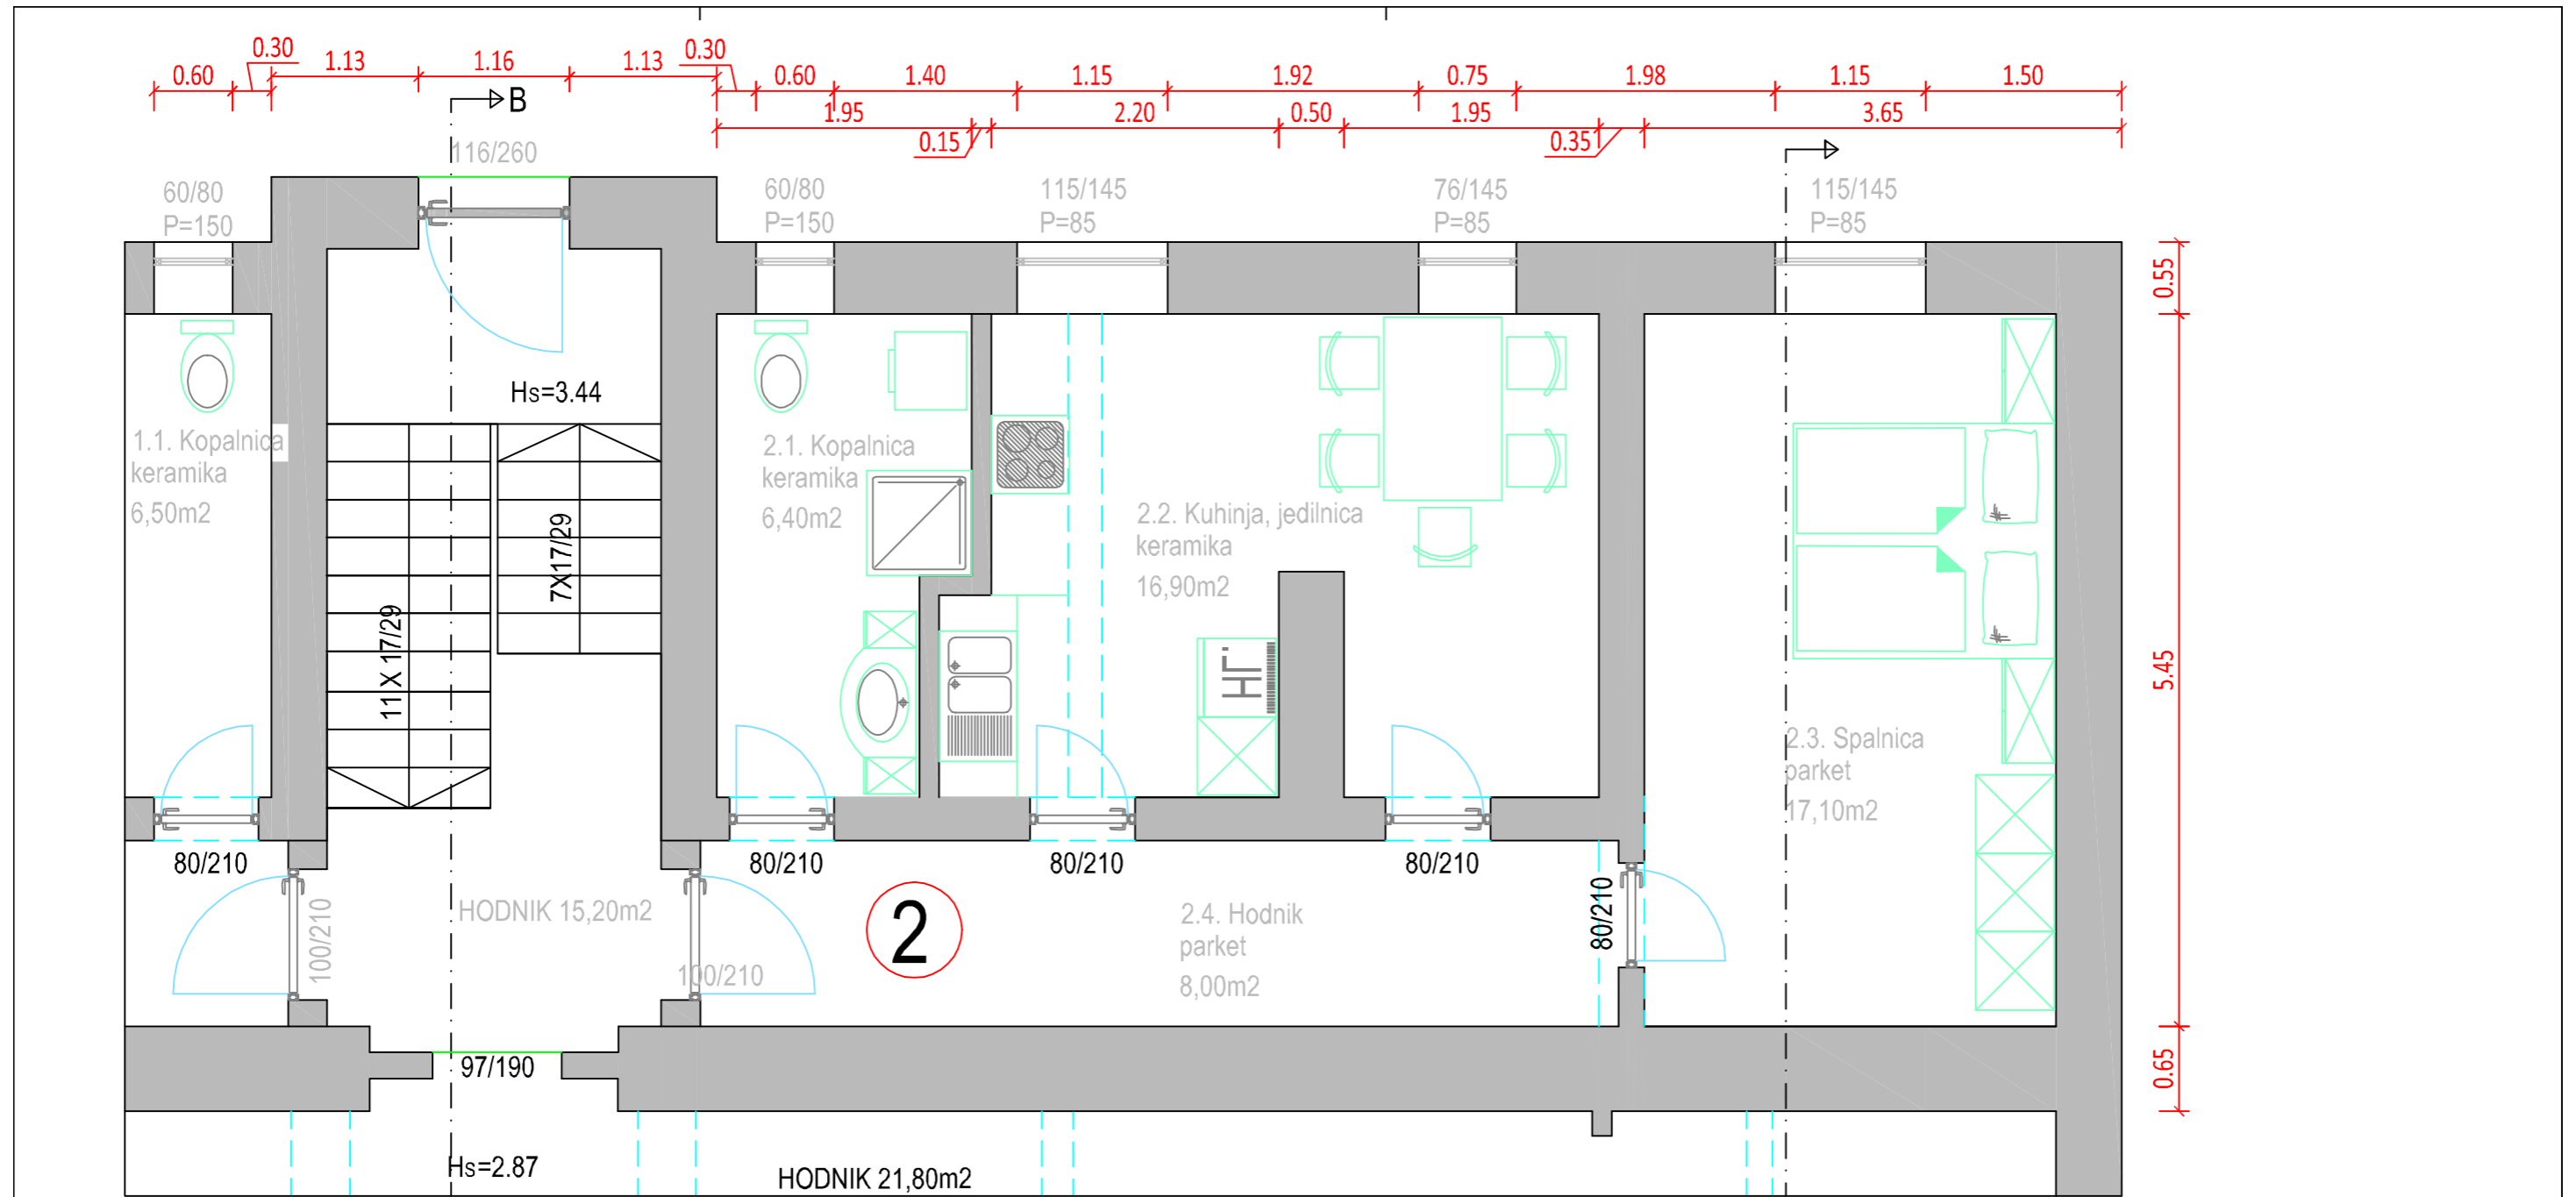 0.30
0.30
1.13
1.16
1.13
0.60
0.60
1.40
1.15
1.92
0.75
1.98
1.15
1.50
B
1.95
2.20
0.50
1.95
3.65
0.15
0.35
116/260
60/80
P=150
60/80
P=150
115/145
P=85
76/145
P=85
115/145
P=85
0.55
5.45
0.65
Hs=3.44
1.1. Kopalnica
keramika
6,50m2
2.1. Kopalnica
keramika
6,40m2
2.2. Kuhinja, jedilnica
keramika
16,90m2
7X17/29
11 X 17/29
2.3. Spalnica
parket
17,10m2
80/210
80/210
80/210
80/210
80/210
100/210
HODNIK 15,20m2
100/210
2
2.4. Hodnik
parket
8,00m2
97/190
Hs=2.87
HODNIK 21,80m2